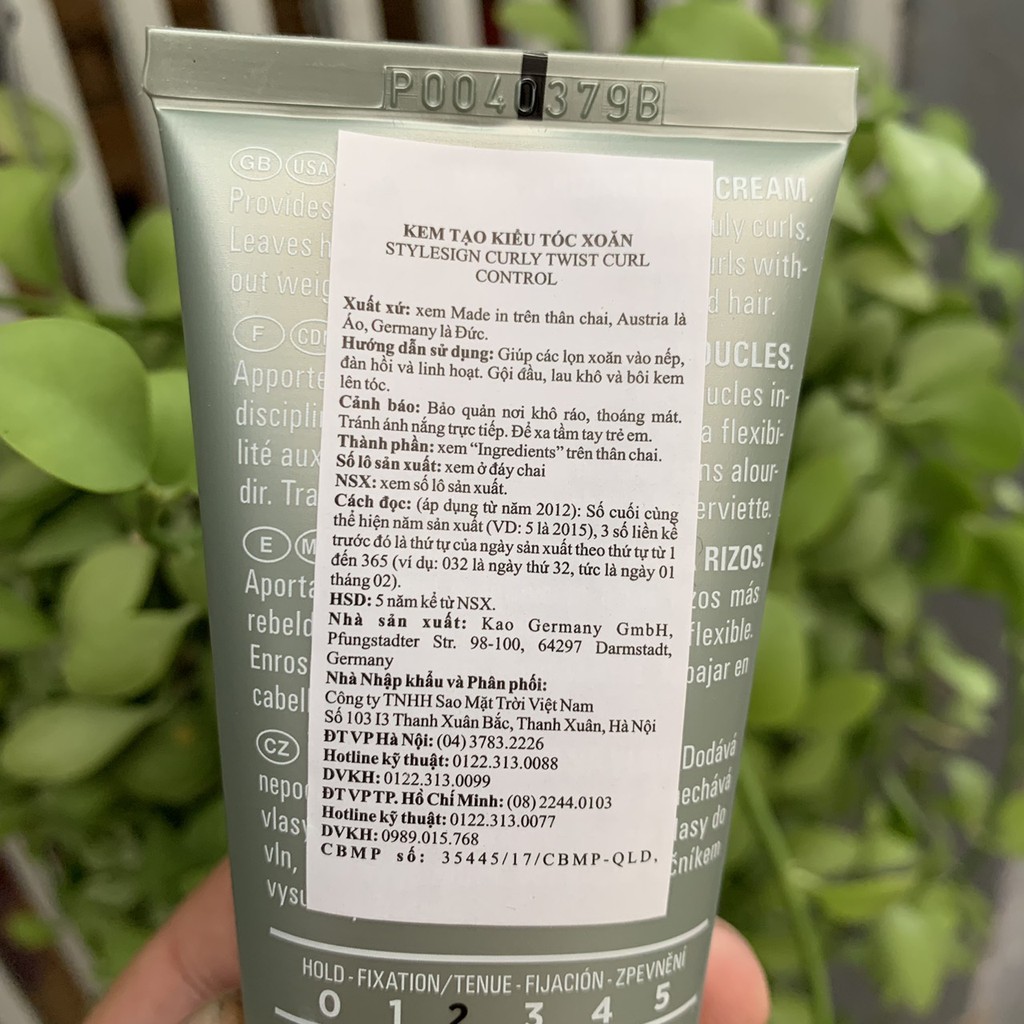 P0040379B
GB USA CREAM.
Provides uly curls.
Leaves h urls with-
out weig d hair.
F CDN OUCLES.
Apporte ucles in-
disciplin a flexibi-
lité aux ns alour-
dir. Tra erviette.
E M RIZOS.
Aporta zos más
rebeld flexible.
Enros bajar en
cabell
CZ Dodává
nepo echává
vlasy lasy do
vln, čníkem
vysu
KEM TẠO KIỂU TÓC XOĂN
STYLESIGN CURLY TWIST CURL
CONTROL
Xuất xứ: xem Made in trên thân chai, Austria là
Áo, Germany là Đức.
Hướng dẫn sử dụng: Giúp các lọn xoăn vào nếp,
đàn hồi và linh hoạt. Gội đầu, lau khô và bôi kem
lên tóc.
Cảnh báo: Bảo quản nơi khô ráo, thoáng mát.
Tránh ánh nắng trực tiếp. Để xa tầm tay trẻ em.
Thành phần: xem “Ingredients” trên thân chai.
Số lô sản xuất: xem ở đáy chai
NSX: xem số lô sản xuất.
Cách đọc: (áp dụng từ năm 2012): Số cuối cùng
thể hiện năm sản xuất (VD: 5 là 2015), 3 số liền kề
trước đó là thứ tự của ngày sản xuất theo thứ tự từ 1
đến 365 (ví dụ: 032 là ngày thứ 32, tức là ngày 01
tháng 02).
HSD: 5 năm kể từ NSX.
Nhà sản xuất: Kao Germany GmbH,
Pfungstadter Str. 98-100, 64297 Darmstadt,
Germany
Nhà Nhập khẩu và Phân phối:
Công ty TNHH Sao Mặt Trời Việt Nam
Số 103 I3 Thanh Xuân Bắc, Thanh Xuân, Hà Nội
ĐT VP Hà Nội: (04) 3783.2226
Hotline kỹ thuật: 0122.313.0088
DVKH: 0122.313.0099
ĐT VP TP. Hồ Chí Minh: (08) 2244.0103
Hotline kỹ thuật: 0122.313.0077
DVKH: 0989.015.768
CBMP số: 35445/17/CBMP-QLD.
HOLD - FIXATION/TENUE - FIJACIÓN - ZPEVNĚNÍ
0 1 2 3 4 5